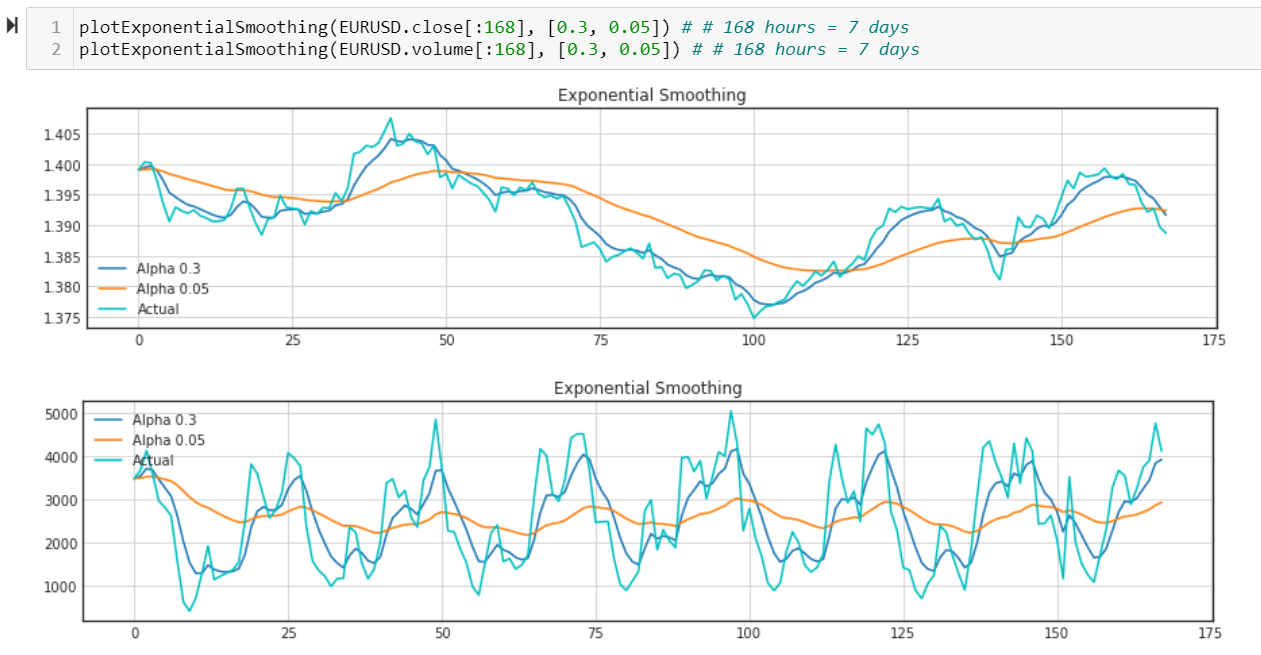 1 plotExponentialSmoothing(EURUSD.close[:168], [0.3, 0.05]) # # 168 hours = 7 days
2 plotExponentialSmoothing(EURUSD.volume[:168], [0.3, 0.05]) # # 168 hours = 7 days
Exponential Smoothing
1.405
1.400
1.395
1.390
1.385
1.380
1.375
Alpha 0.3
Alpha 0.05
Actual
0 25 50 75 100 125 150 175
Exponential Smoothing
5000
4000
3000
2000
1000
Alpha 0.3
Alpha 0.05
Actual
0 25 50 75 100 125 150 175